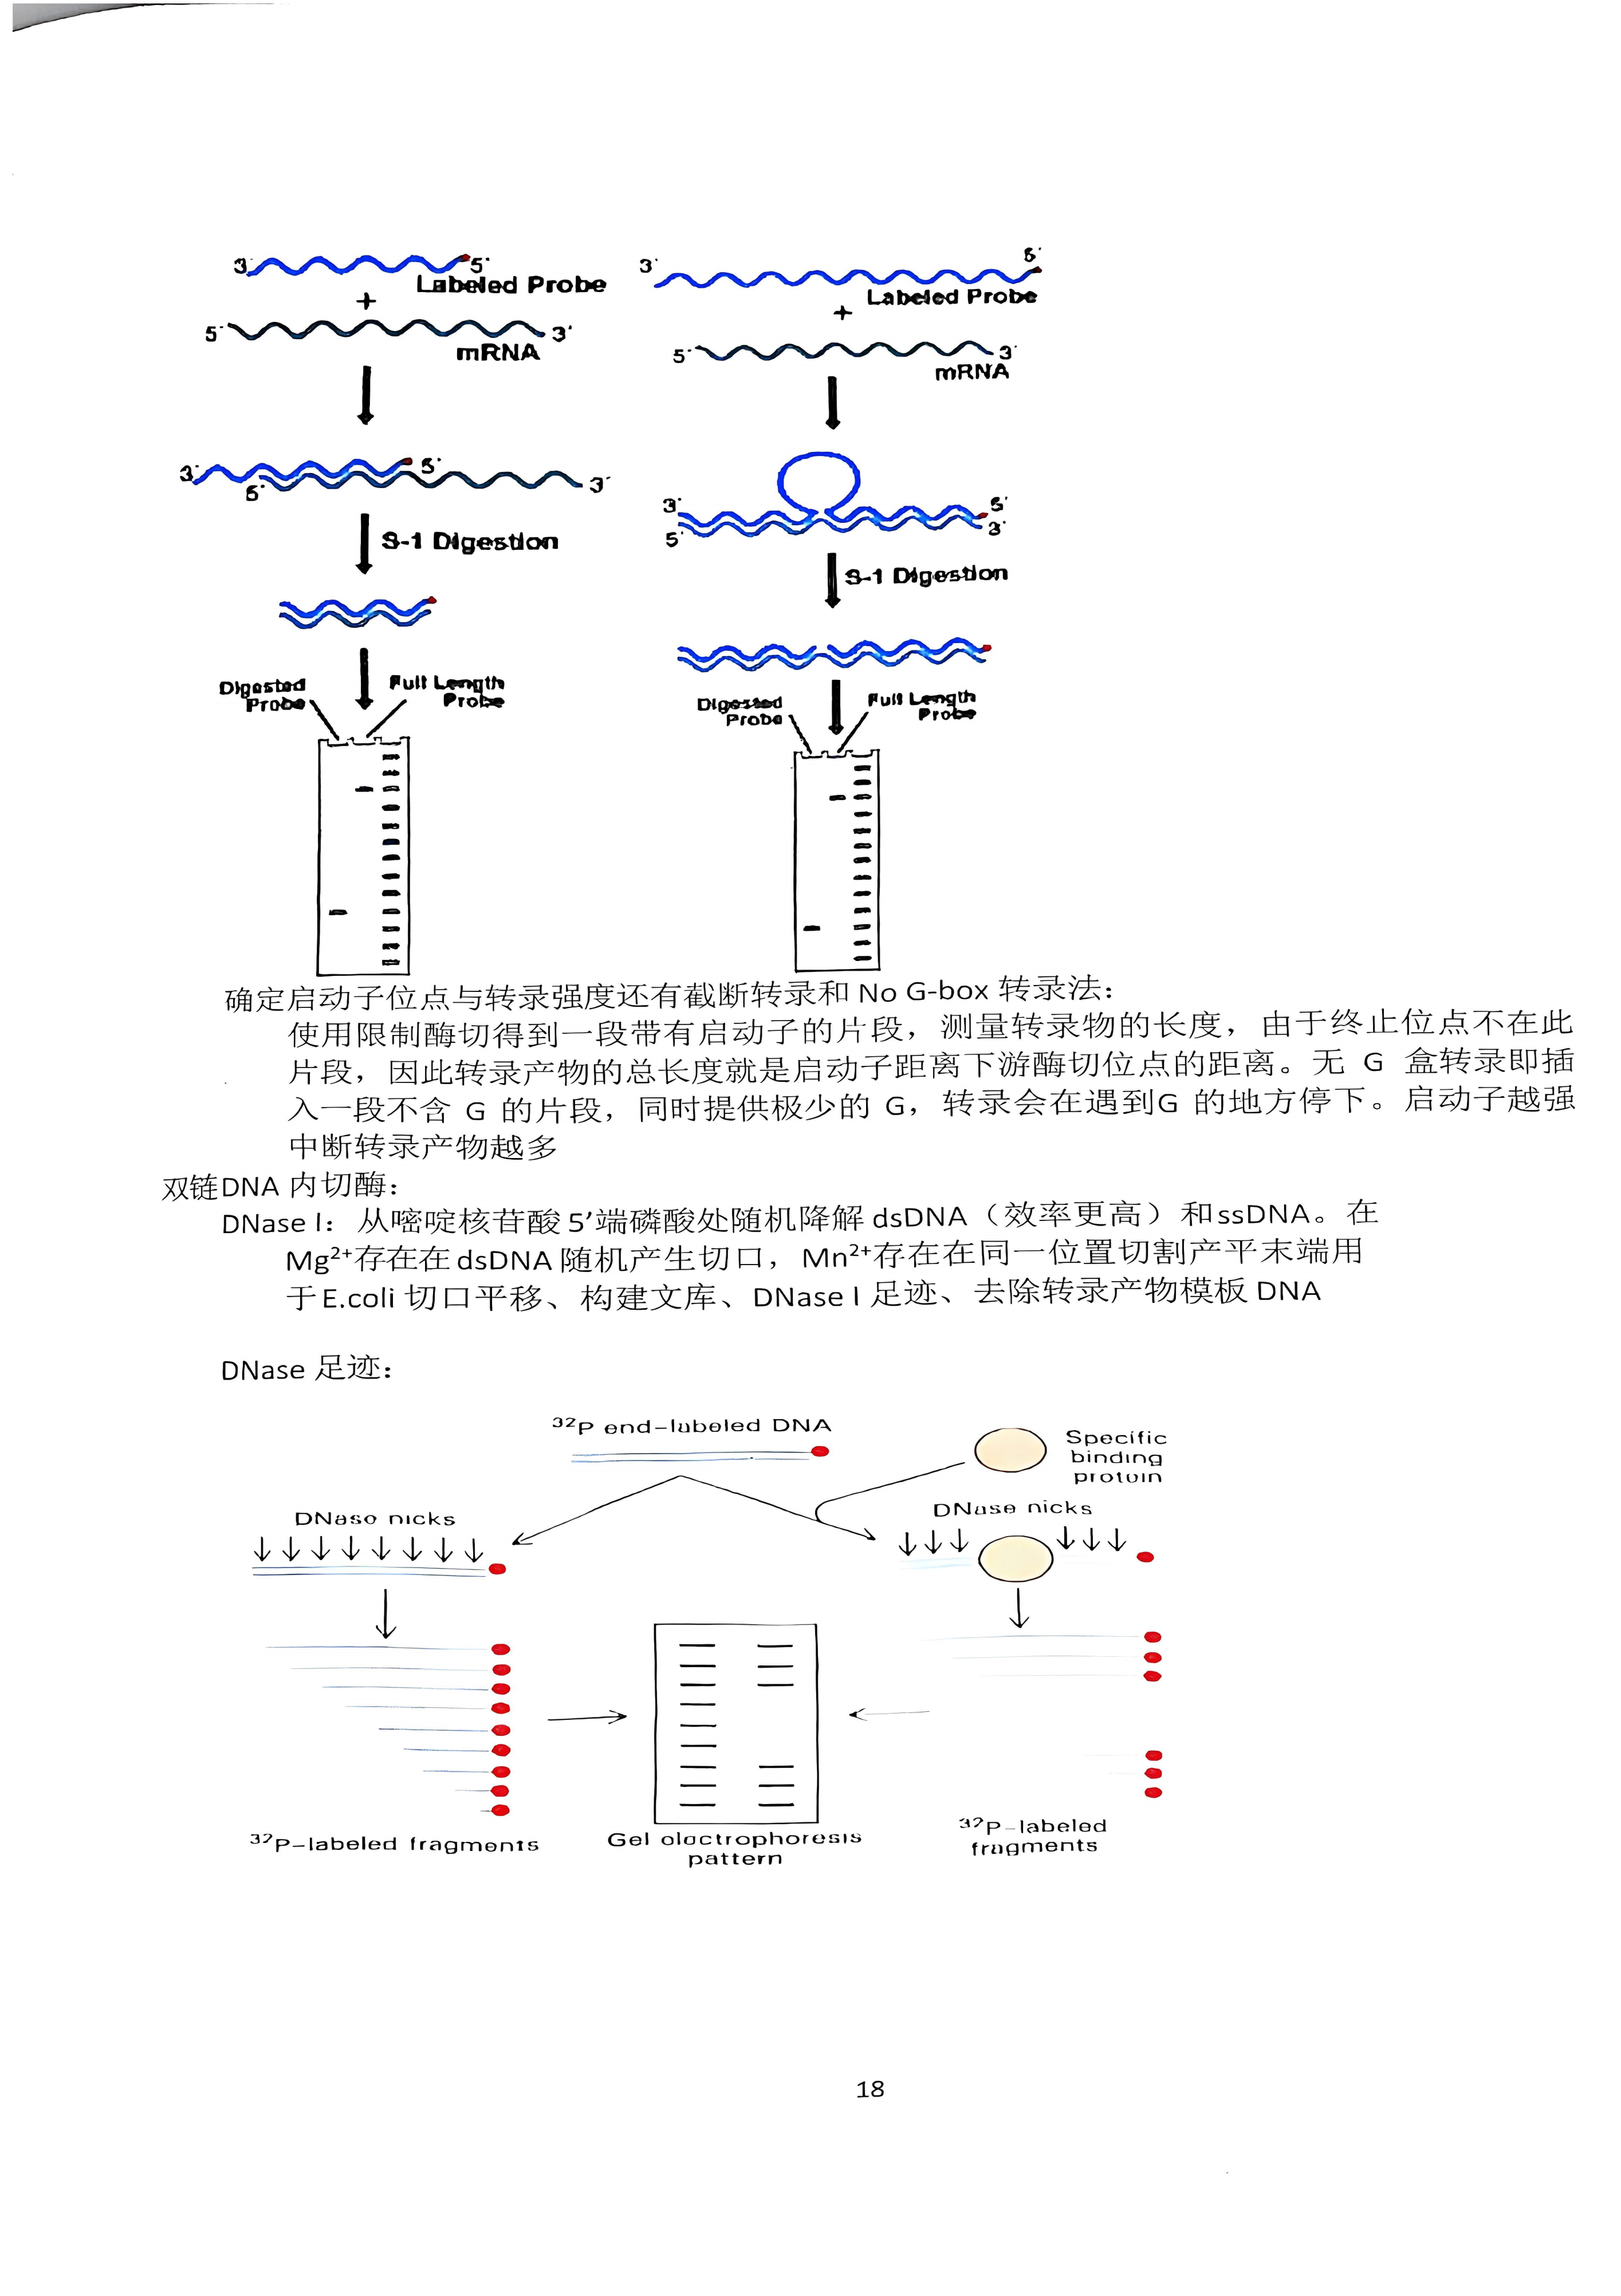 3' 5'
Labeled Probe
+
5' 3'
mRNA
3' 5'
5' 3'
S-1 Digestion
Digested
Probe
Full Length
Probe
3' 5'
Labeled Probe
+
5' 3'
mRNA
3' 5'
5' 3'
S-1 Digestion
Digested
Probe
Full Length
Probe
确定启动子位点与转录强度还有截断转录和 No G-box 转录法:
使用限制酶切得到一段带有启动子的片段，测量转录物的长度，由于终止位点不在此
片段，因此转录产物的总长度就是启动子距离下游酶切位点的距离。无 G 盒转录即插
入一段不含 G 的片段，同时提供极少的 G，转录会在遇到G 的地方停下。启动子越强
中断转录产物越多
双链DNA 内切酶:
DNase I: 从嘧啶核苷酸 5’端磷酸处随机降解 dsDNA（效率更高）和ssDNA。在
Mg²⁺存在在 dsDNA 随机产生切口，Mn²⁺存在在同一位置切割产平末端用
于E.coli 切口平移、构建文库、DNase I 足迹、去除转录产物模板 DNA
DNase 足迹:
³²P end-labeled DNA
Specific
binding
protein
DNase nicks
DNase nicks
³²P-labeled fragments
Gel electrophoresis
pattern
³²P-labeled
fragments
18